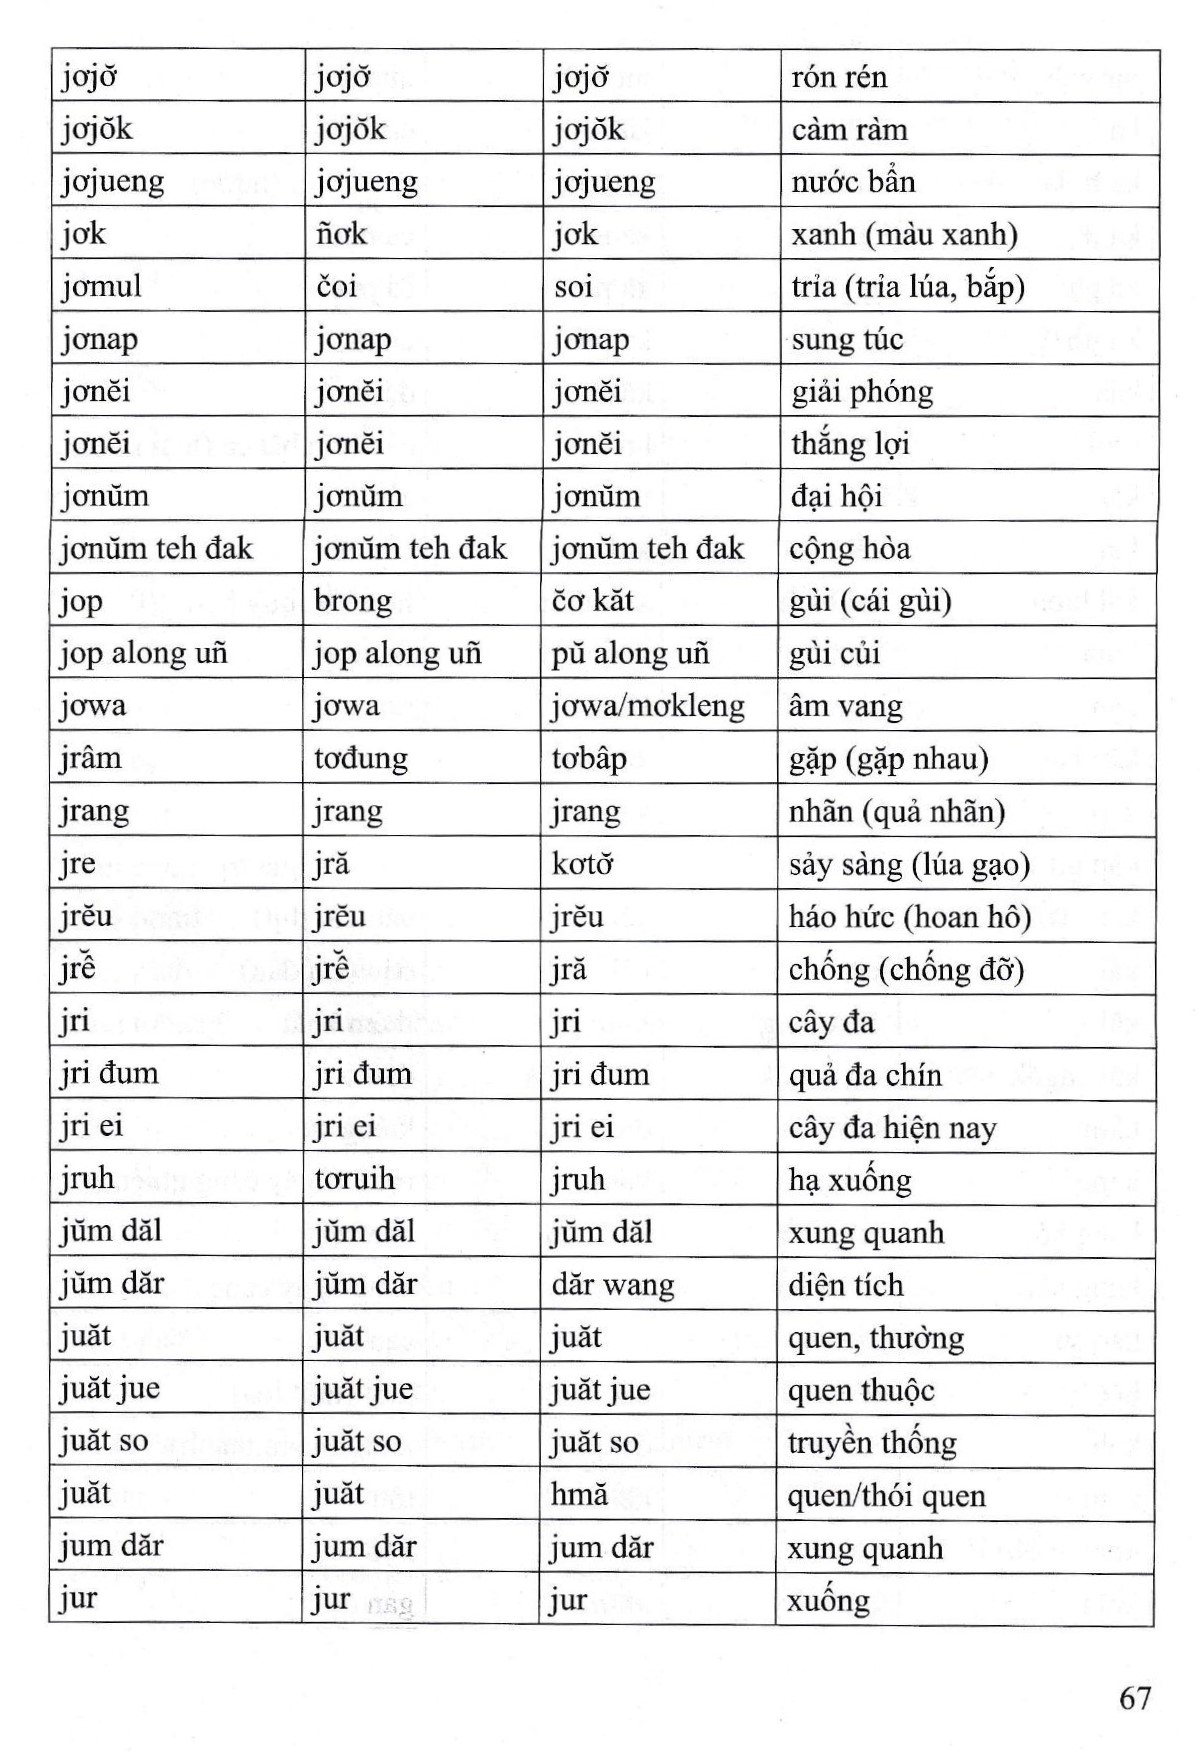 jơjơ̆ jơjơ̆ jơjơ̆ rón rén
jơjŏk jơjŏk jơjŏk càm ràm
jơjueng jơjueng jơjueng nước bẩn
jơk ñơk jơk xanh (màu xanh)
jơmul čoi soi trỉa (trỉa lúa, bắp)
jơnap jơnap jơnap sung túc
jơnĕi jơnĕi jơnĕi giải phóng
jơnĕi jơnĕi jơnĕi thắng lợi
jơnŭm jơnŭm jơnŭm đại hội
jơnŭm teh đak jơnŭm teh đak jơnŭm teh đak cộng hòa
jop brong čơ kăt gùi (cái gùi)
jop along uñ jop along uñ pŭ along uñ gùi củi
jơwa jơwa jơwa/mơkleng âm vang
jrâm tơđung tơbâp gặp (gặp nhau)
jrang jrang jrang nhãn (quả nhãn)
jre jră kơtơ̆ sảy sàng (lúa gạo)
jrĕu jrĕu jrĕu háo hức (hoan hô)
jrê̆ jrê̆ jră chống (chống đỡ)
jri jri jri cây đa
jri đum jri đum jri đum quả đa chín
jri ei jri ei jri ei cây đa hiện nay
jruh tơruih jruh hạ xuống
jŭm dăl jŭm dăl jŭm dăl xung quanh
jŭm dăr jŭm dăr dăr wang diện tích
juăt juăt juăt quen, thường
juăt jue juăt jue juăt jue quen thuộc
juăt so juăt so juăt so truyền thống
juăt juăt hmă quen/thói quen
jum dăr jum dăr jum dăr xung quanh
jur jur jur xuống
67